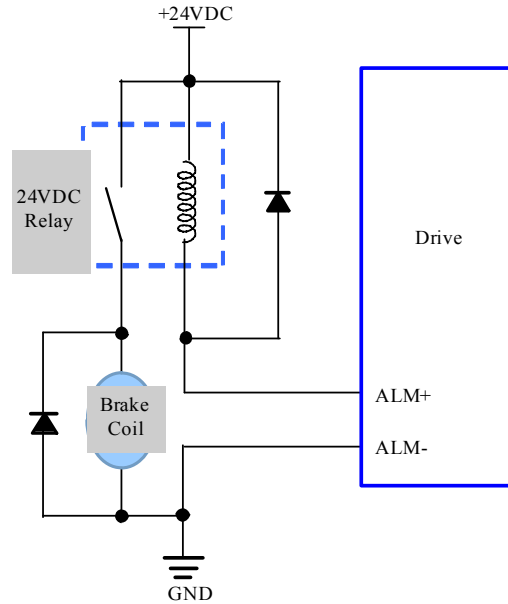 +24VDC
24VDC
Relay
Drive
ALM+
Brake
Coil
ALM-
GND